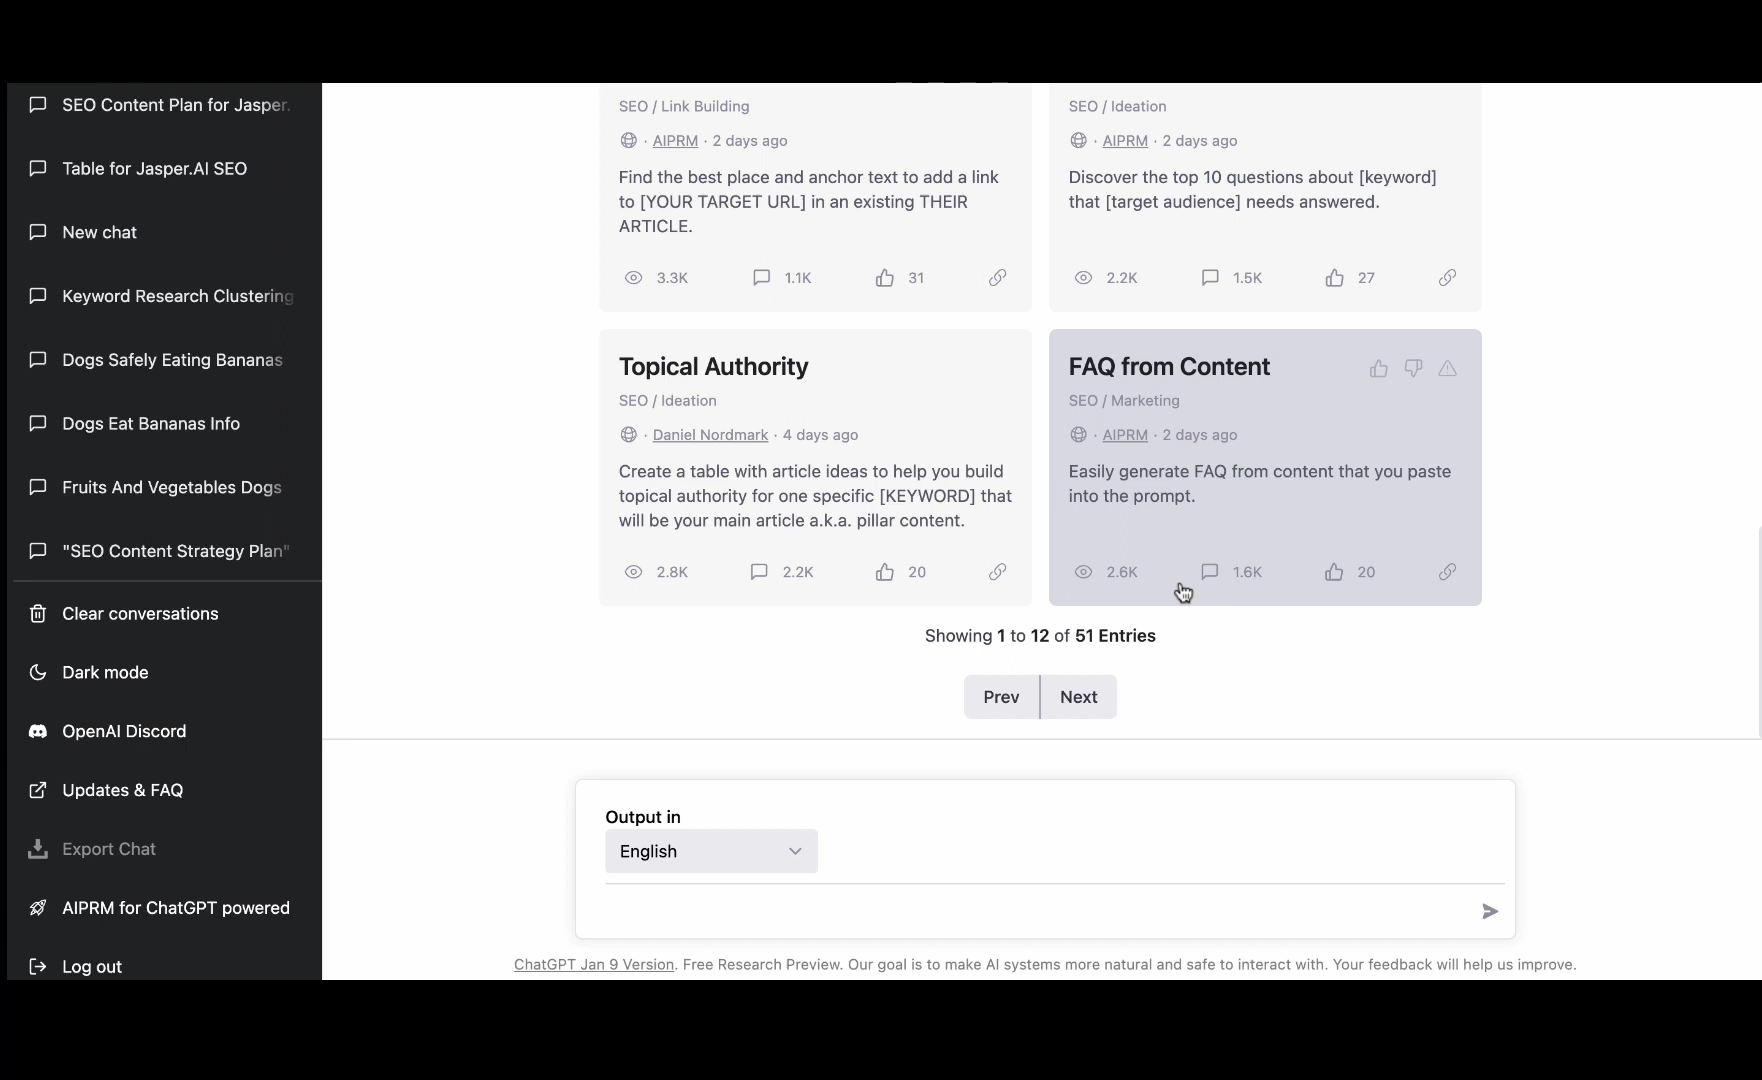 SEO Content Plan for Jasper.
Table for Jasper.AI SEO
New chat
Keyword Research Clustering
Dogs Safely Eating Bananas
Dogs Eat Bananas Info
Fruits And Vegetables Dogs
"SEO Content Strategy Plan"
Clear conversations
Dark mode
OpenAI Discord
Updates & FAQ
Export Chat
AIPRM for ChatGPT powered
Log out
SEO / Link Building
· AIPRM · 2 days ago
Find the best place and anchor text to add a link
to [YOUR TARGET URL] in an existing THEIR
ARTICLE.
3.3K 1.1K 31
SEO / Ideation
· AIPRM · 2 days ago
Discover the top 10 questions about [keyword]
that [target audience] needs answered.
2.2K 1.5K 27
Topical Authority
SEO / Ideation
· Daniel Nordmark · 4 days ago
Create a table with article ideas to help you build
topical authority for one specific [KEYWORD] that
will be your main article a.k.a. pillar content.
2.8K 2.2K 20
FAQ from Content
SEO / Marketing
· AIPRM · 2 days ago
Easily generate FAQ from content that you paste
into the prompt.
2.6K 1.6K 20
Showing 1 to 12 of 51 Entries
Prev Next
Output in
English
ChatGPT Jan 9 Version. Free Research Preview. Our goal is to make AI systems more natural and safe to interact with. Your feedback will help us improve.